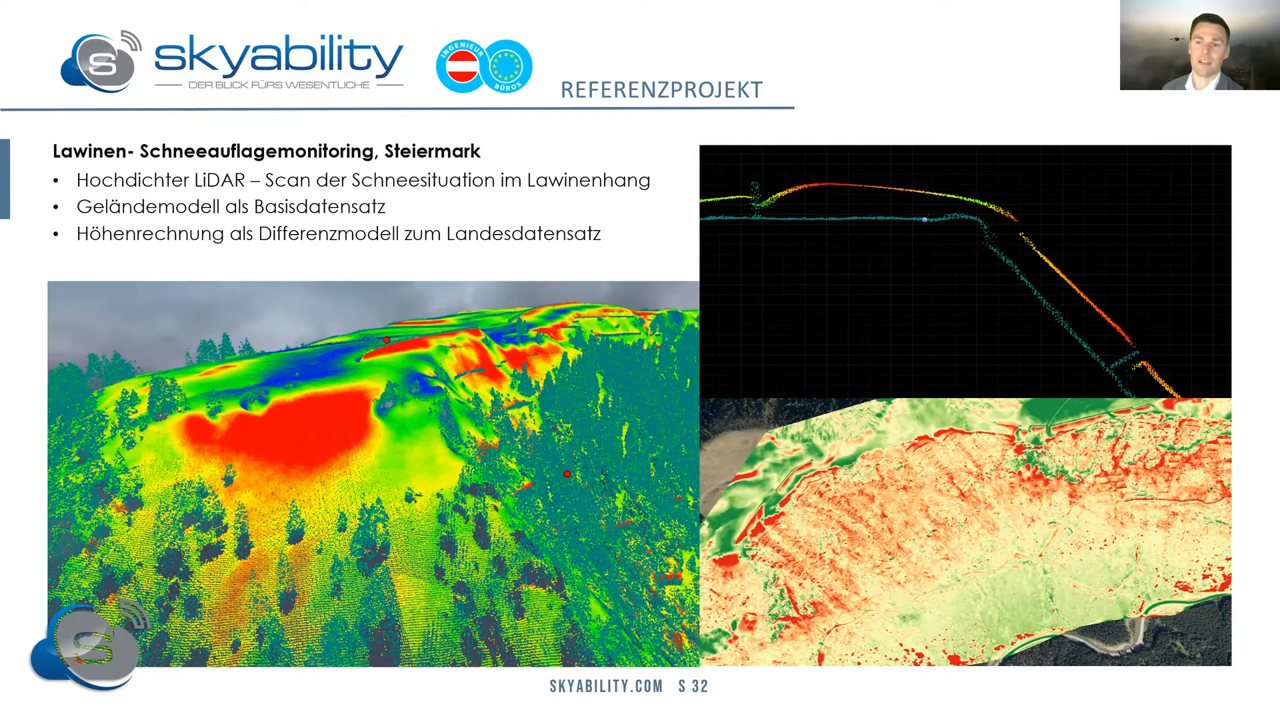 S
skyability
DER BLICK FÜRS WESENTLICHE
INGENIEUR
BÜROS
REFERENZPROJEKT
Lawinen- Schneeauflagemonitoring, Steiermark
• Hochdichter LiDAR – Scan der Schneesituation im Lawinenhang
• Geländemodell als Basisdatensatz
• Höhenrechnung als Differenzmodell zum Landesdatensatz
S
SKYABILITY.COM S 32